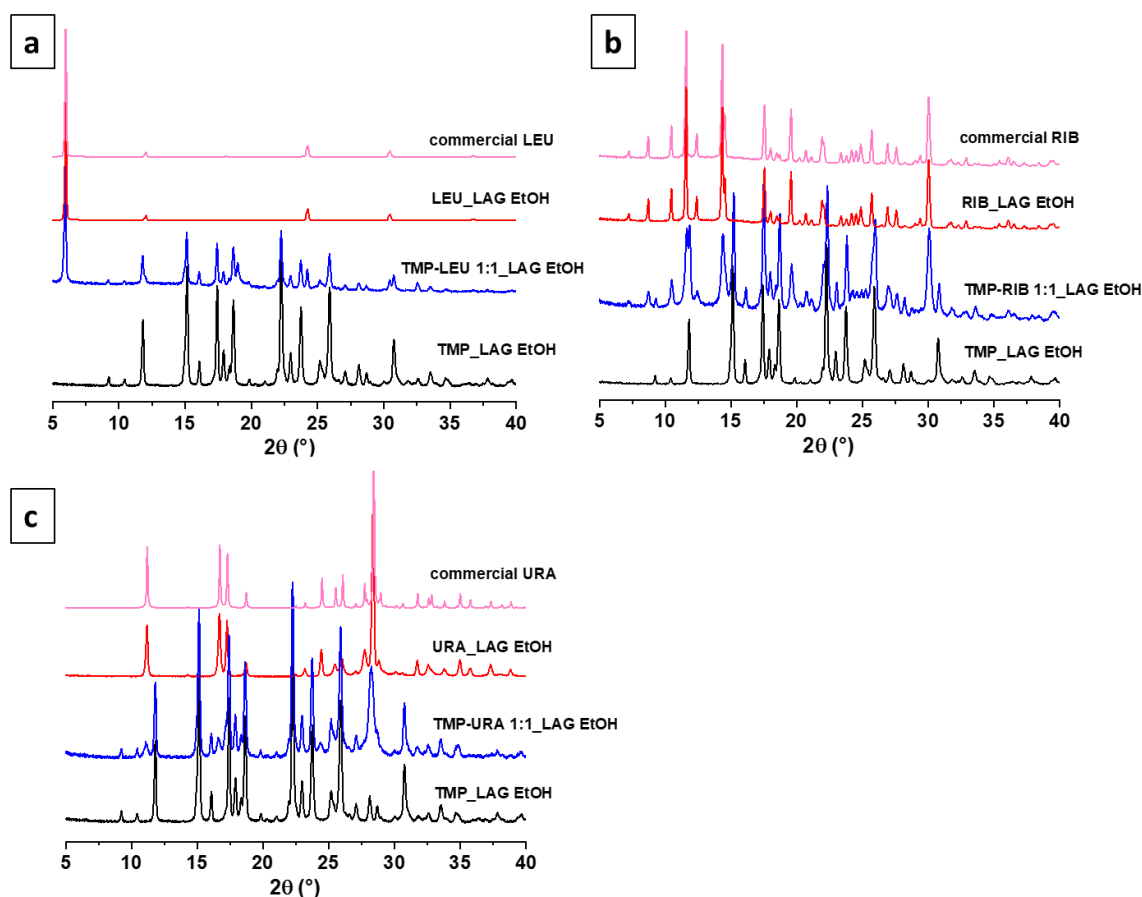 a
commercial LEU
LEU_LAG EtOH
TMP-LEU 1:1_LAG EtOH
TMP_LAG EtOH
5 10 15 20 25 30 35 40
2θ (°)
b
commercial RIB
RIB_LAG EtOH
TMP-RIB 1:1_LAG EtOH
TMP_LAG EtOH
5 10 15 20 25 30 35 40
2θ (°)
c
commercial URA
URA_LAG EtOH
TMP-URA 1:1_LAG EtOH
TMP_LAG EtOH
5 10 15 20 25 30 35 40
2θ (°)